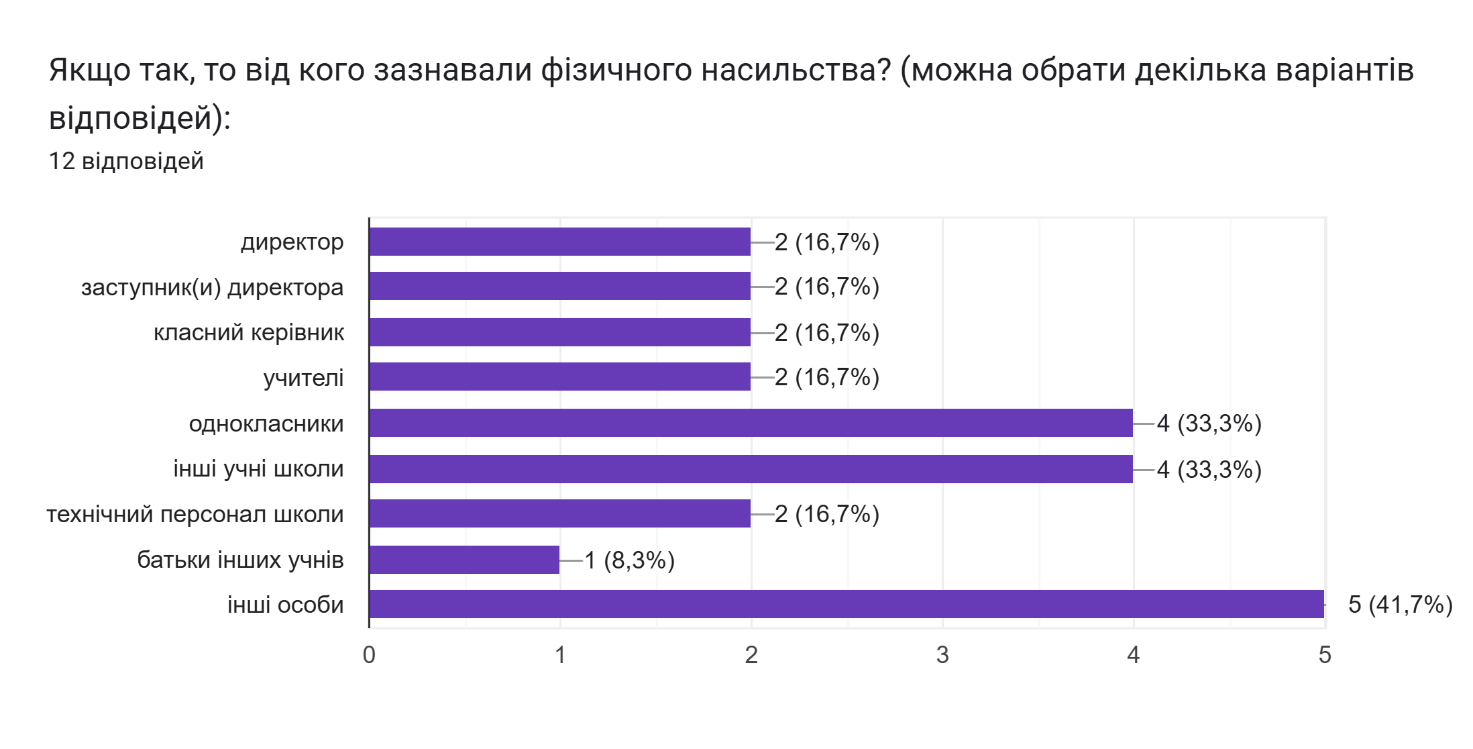 Якщо так, то від кого зазнавали фізичного насильства? (можна обрати декілька варіантів
відповідей):
12 відповідей
директор 2 (16,7%)
заступник(и) директора 2 (16,7%)
класний керівник 2 (16,7%)
учителі 2 (16,7%)
однокласники 4 (33,3%)
інші учні школи 4 (33,3%)
технічний персонал школи 2 (16,7%)
батьки інших учнів 1 (8,3%)
інші особи 5 (41,7%)
0 1 2 3 4 5